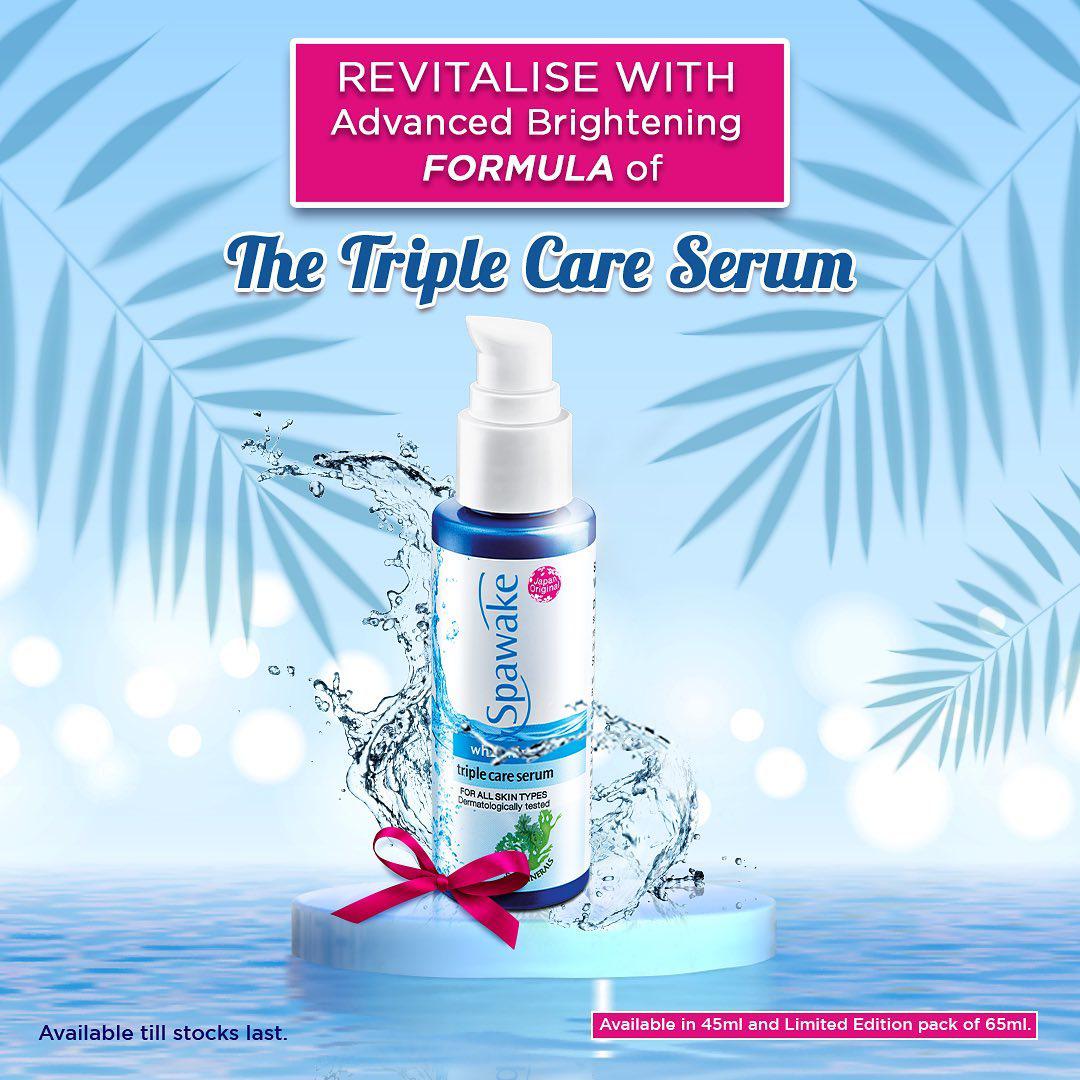 REVITALISE WITH
Advanced Brightening
FORMULA of
The Triple Care Serum
Japan
Original
Spawake
triple care serum
FOR ALL SKIN TYPES
Dermatologically tested
Available till stocks last.
Available in 45ml and Limited Edition pack of 65ml.